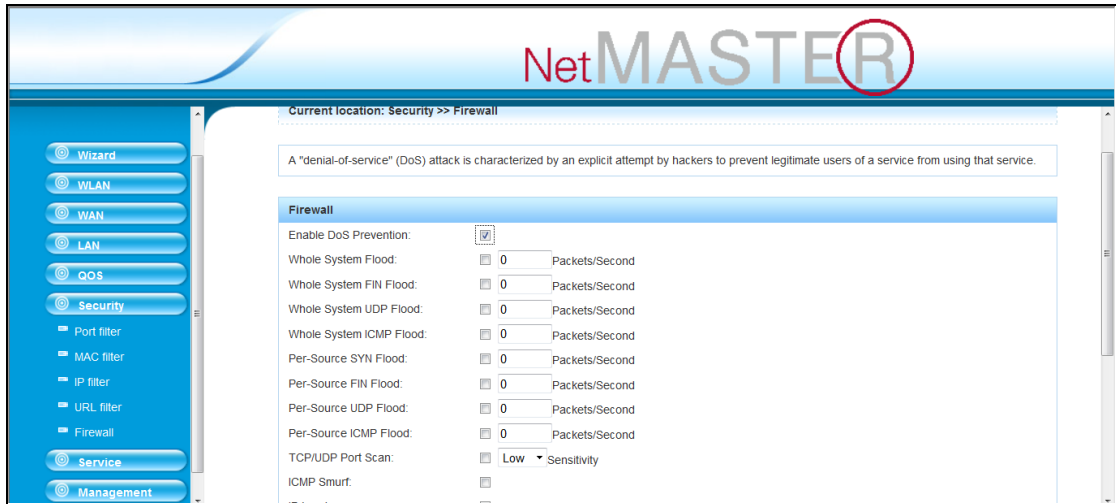 NetMASTER
Current location: Security >> Firewall
Wizard
WLAN
WAN
LAN
QOS
Security
Port filter
MAC filter
IP filter
URL filter
Firewall
Service
Management
A "denial-of-service" (DoS) attack is characterized by an explicit attempt by hackers to prevent legitimate users of a service from using that service.
Firewall
Enable DoS Prevention:
Whole System Flood: 0 Packets/Second
Whole System FIN Flood: 0 Packets/Second
Whole System UDP Flood: 0 Packets/Second
Whole System ICMP Flood: 0 Packets/Second
Per-Source SYN Flood: 0 Packets/Second
Per-Source FIN Flood: 0 Packets/Second
Per-Source UDP Flood: 0 Packets/Second
Per-Source ICMP Flood: 0 Packets/Second
TCP/UDP Port Scan: Low Sensitivity
ICMP Smurf: